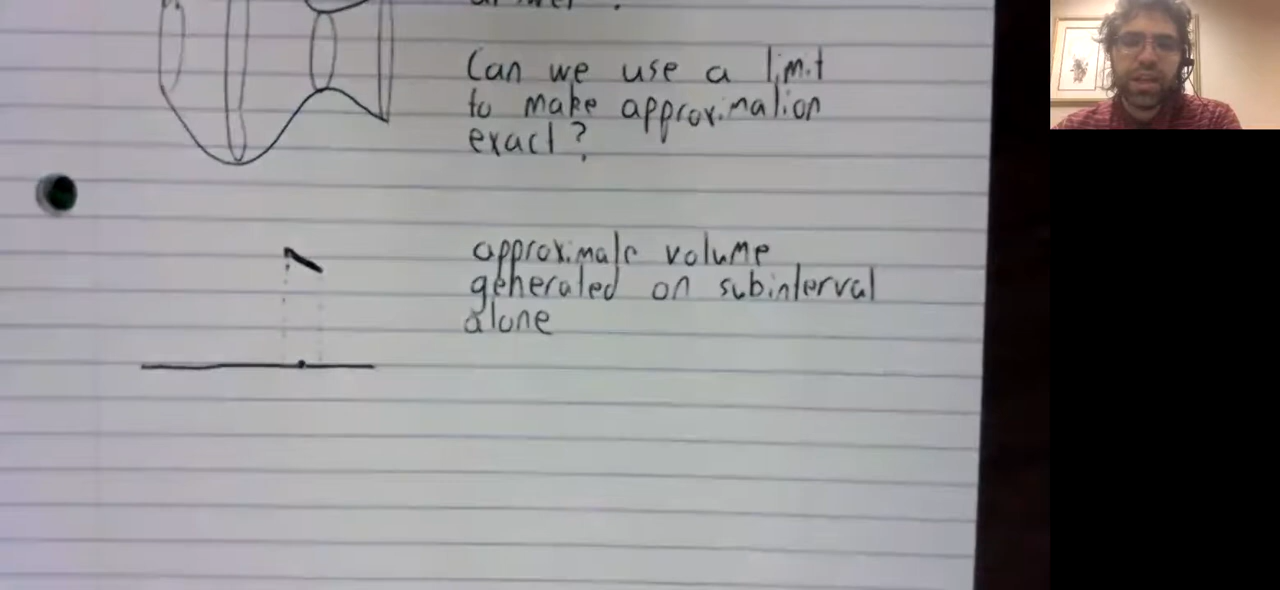 Can we use a limit
to make approximation
exact?
approximate volume
generated on subinterval
alone